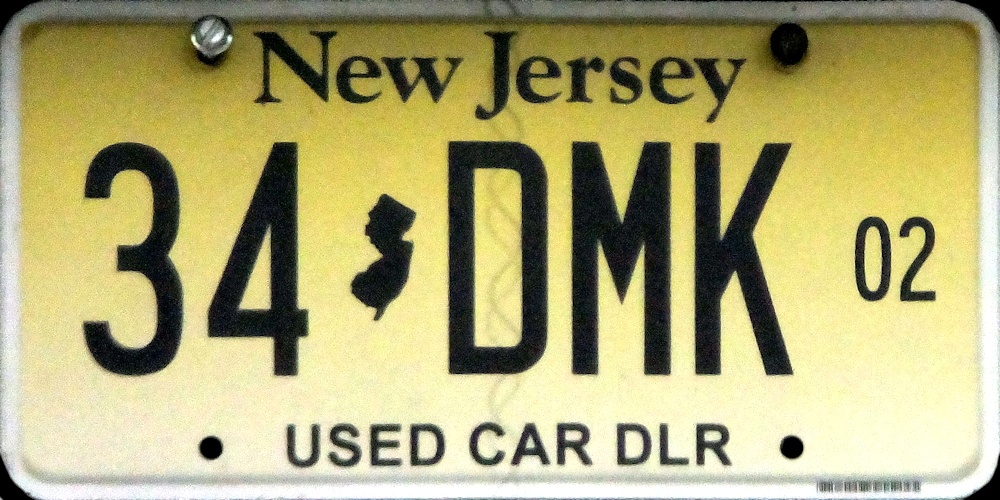 New Jersey
34 DMK 02
USED CAR DLR